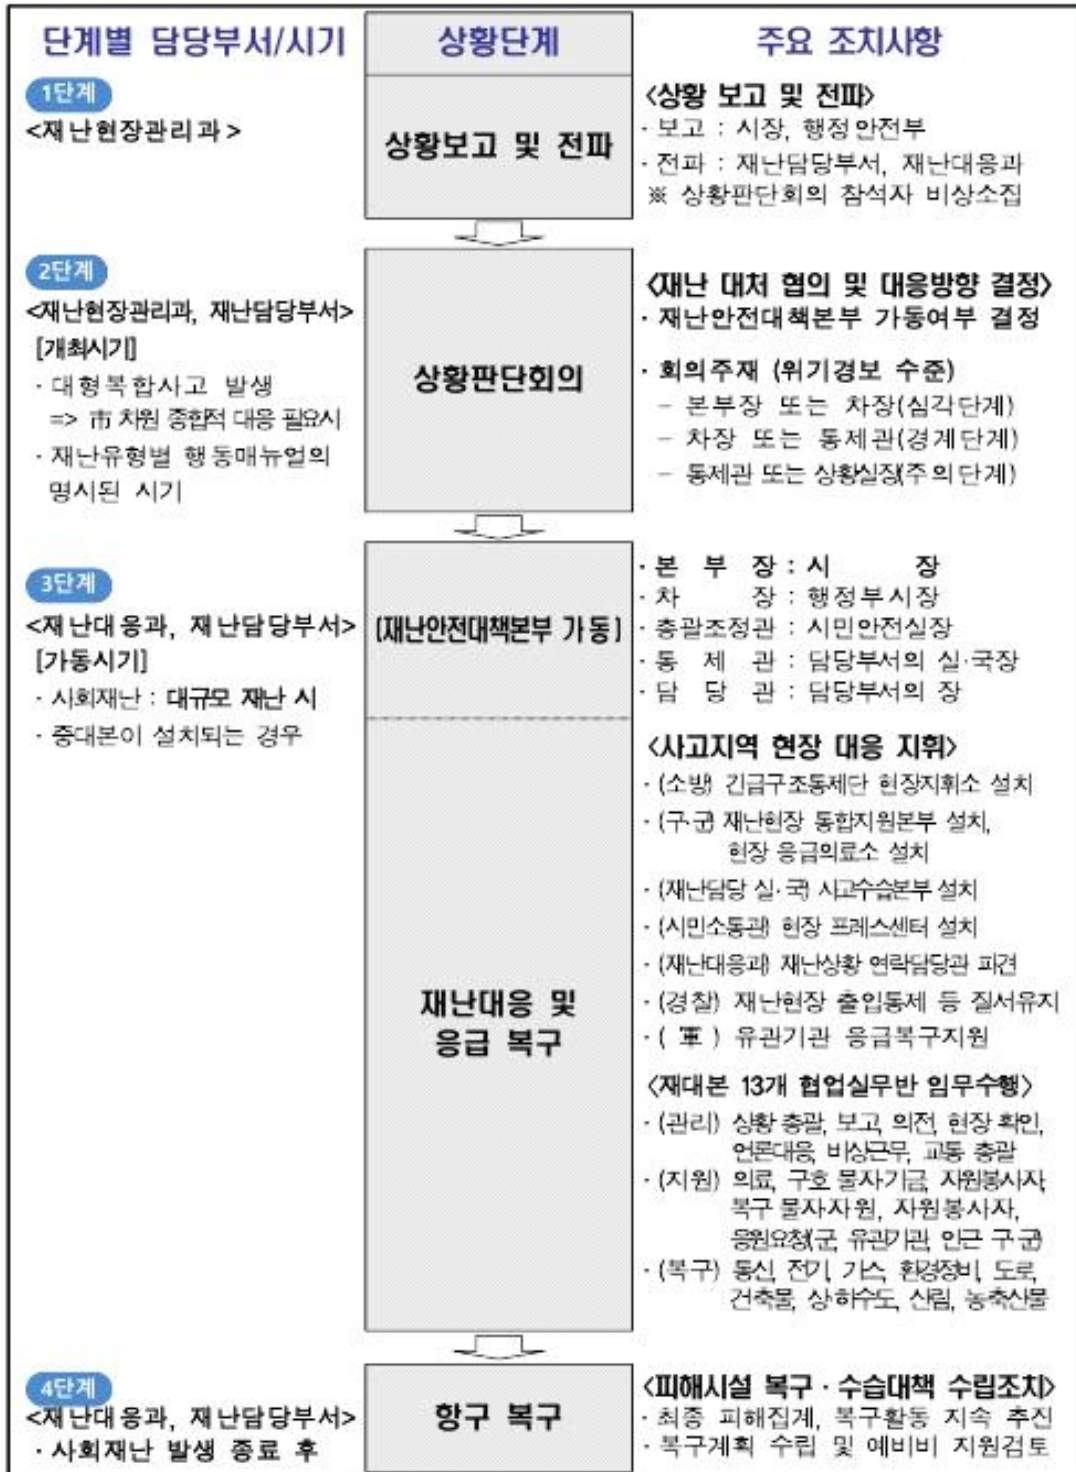 단계별 담당부서/시기
상황단계
주요 조치사항
1단계
<재난현장관리과>
상황보고 및 전파
<상황 보고 및 전파>
· 보고 : 시장, 행정안전부
· 전파 : 재난담당부서, 재난대응과
※ 상황판단회의 참석자 비상소집
2단계
<재난현장관리과, 재난담당부서>
[개최시기]
· 대형복합사고 발생
=> 市 차원 종합적 대응 필요시
· 재난유형별 행동매뉴얼의
명시된 시기
상황판단회의
<재난 대처 협의 및 대응방향 결정>
· 재난안전대책본부 가동여부 결정
· 회의주재 (위기경보 수준)
- 본부장 또는 차장(심각단계)
- 차장 또는 통제관(경계단계)
- 통제관 또는 상황실장(주의단계)
3단계
<재난대응과, 재난담당부서>
[가동시기]
· 사회재난 : 대규모 재난 시
· 중대본이 설치되는 경우
(재난안전대책본부 가동)
· 본 부 장 : 시 장
· 차 장 : 행정부시장
· 총괄조정관 : 시민안전실장
· 통 제 관 : 담당부서의 실·국장
· 담 당 관 : 담당부서의 장
재난대응 및
응급 복구
<사고지역 현장 대응 지휘>
· (소방) 긴급구조통제단 현장지휘소 설치
· (구·군) 재난현장 통합지원본부 설치,
현장 응급의료소 설치
· (재난담당 실·국) 사고수습본부 설치
· (시민소통관) 현장 프레스센터 설치
· (재난대응과) 재난상황 연락담당관 파견
· (경찰) 재난현장 출입통제 등 질서유지
· ( 軍 ) 유관기관 응급복구지원
<재대본 13개 협업실무반 임무수행>
· (관리) 상황 총괄, 보고, 의전, 현장 확인,
언론대응, 비상근무, 교통 총괄
· (지원) 의료, 구호 물자·기금, 자원봉사자,
복구 물자·자원, 자원봉사자,
응원요청(군, 유관기관, 인근 구·군)
· (복구) 통신, 전기, 가스, 환경정비, 도로,
건축물, 상·하수도, 산림, 농축산물
4단계
<재난대응과, 재난담당부서>
· 사회재난 발생 종료 후
항구 복구
<피해시설 복구 · 수습대책 수립조치>
· 최종 피해집계, 복구활동 지속 추진
· 복구계획 수립 및 예비비 지원검토